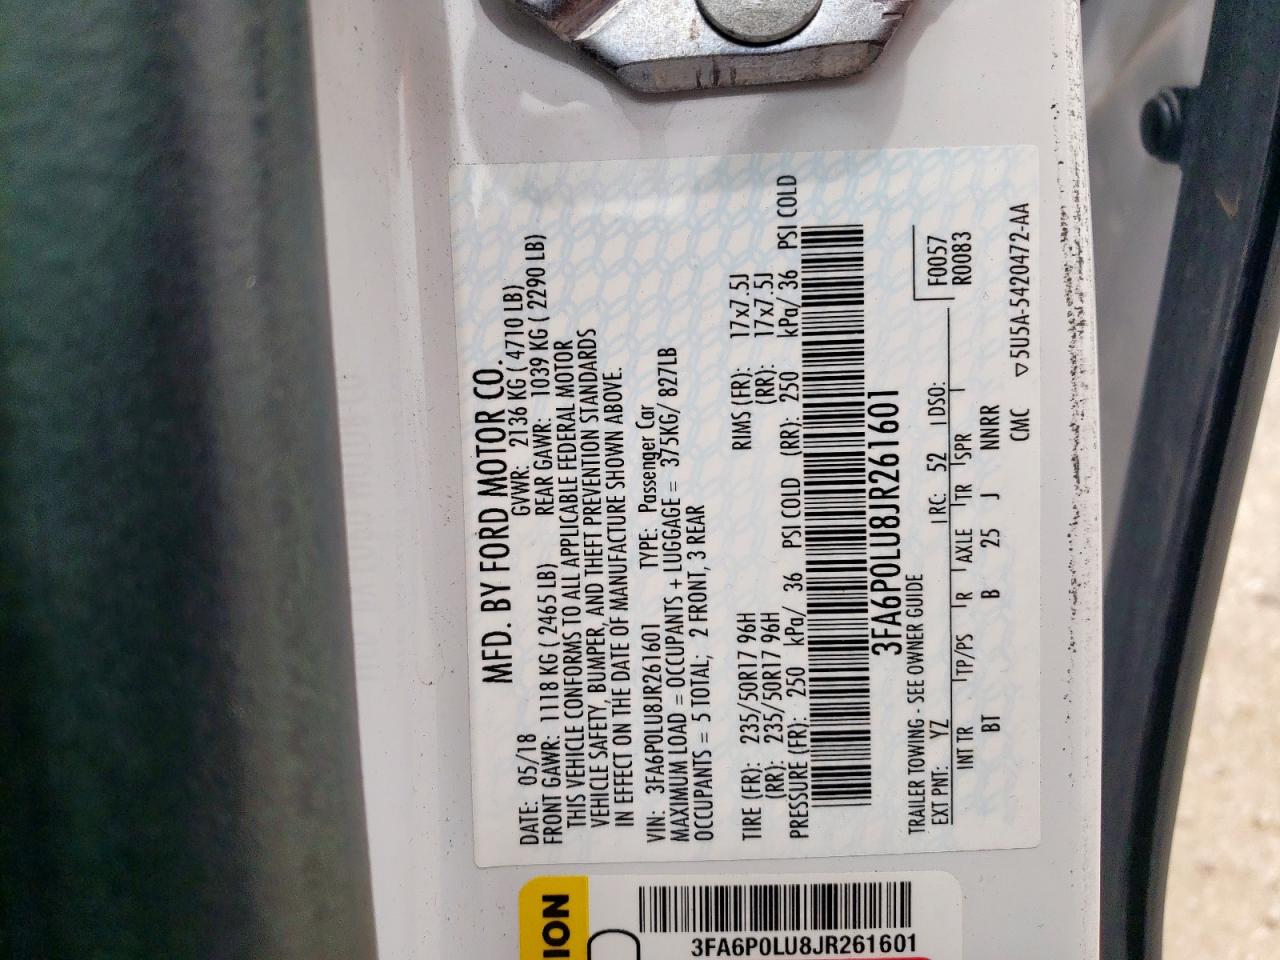 MFD. BY FORD MOTOR CO.
DATE: 05/18 GVWR: 2136 KG ( 4710 LB)
FRONT GAWR: 1118 KG ( 2465 LB) REAR GAWR: 1039 KG ( 2290 LB)
THIS VEHICLE CONFORMS TO ALL APPLICABLE FEDERAL MOTOR
VEHICLE SAFETY, BUMPER, AND THEFT PREVENTION STANDARDS
IN EFFECT ON THE DATE OF MANUFACTURE SHOWN ABOVE.
VIN: 3FA6P0LU8JR261601 TYPE: Passenger Car
MAXIMUM LOAD = OCCUPANTS + LUGGAGE = 375KG/ 827LB
OCCUPANTS = 5 TOTAL; 2 FRONT, 3 REAR
TIRE (FR): 235/50R17 96H RIMS (FR): 17x7.5J
(RR): 235/50R17 96H (RR): 17x7.5J
PRESSURE (FR): 250 kPa/ 36 PSI COLD (RR): 250 kPa/ 36 PSI COLD
3FA6P0LU8JR261601
TRAILER TOWING - SEE OWNER GUIDE
F0057
R0083
EXT PNT: YZ RC: 52 DSO:
INT TR TP/PS R AXLE TR SPR
BT B 25 J NNRR
CMC ▽5U5A-5420472-AA
ION
3FA6P0LU8JR261601